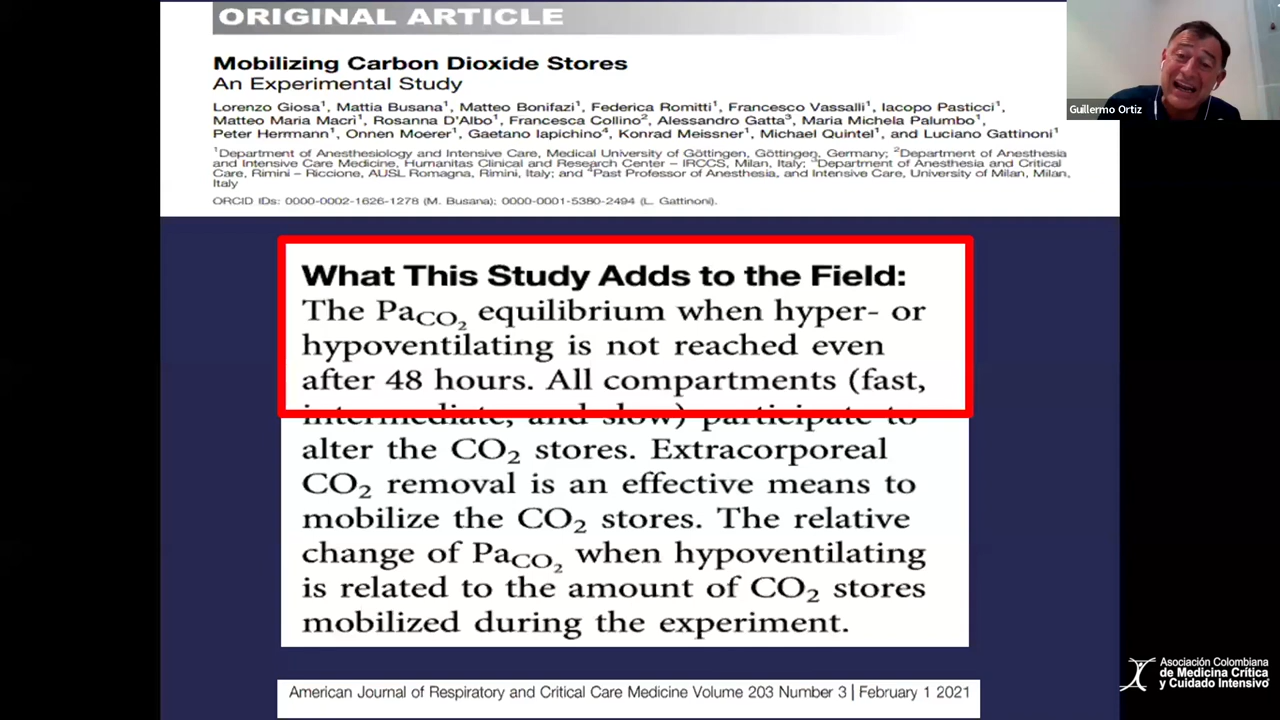 ORIGINAL ARTICLE
Mobilizing Carbon Dioxide Stores
An Experimental Study
Lorenzo Giosa¹, Mattia Busana¹, Matteo Bonifazi¹, Federica Romitti¹, Francesco Vassalli¹, Iacopo Pasticci¹,
Matteo Maria Macrì¹, Rosanna D'Albo¹, Francesca Collino², Alessandro Gatta³, Maria Michela Palumbo¹,
Peter Herrmann¹, Onnen Moerer¹, Gaetano Iapichino⁴, Konrad Meissner¹, Michael Quintel¹, and Luciano Gattinoni¹
¹Department of Anesthesiology and Intensive Care, Medical University of Göttingen, Göttingen, Germany; ²Department of Anesthesia
and Intensive Care Medicine, Humanitas Clinical and Research Center – IRCCS, Milan, Italy; ³Department of Anesthesia and Critical
Care, Rimini – Riccione, AUSL Romagna, Rimini, Italy; and ⁴Past Professor of Anesthesia, and Intensive Care, University of Milan, Milan,
Italy
ORCID IDs: 0000-0002-1626-1278 (M. Busana); 0000-0001-5380-2494 (L. Gattinoni).
Guillermo Ortiz
What This Study Adds to the Field:
The PaCO₂ equilibrium when hyper- or
hypoventilating is not reached even
after 48 hours. All compartments (fast,
intermediate, and slow) participate to
alter the CO₂ stores. Extracorporeal
CO₂ removal is an effective means to
mobilize the CO₂ stores. The relative
change of PaCO₂ when hypoventilating
is related to the amount of CO₂ stores
mobilized during the experiment.
American Journal of Respiratory and Critical Care Medicine Volume 203 Number 3 | February 1 2021
Asociación Colombiana
de Medicina Crítica
y Cuidado Intensivo